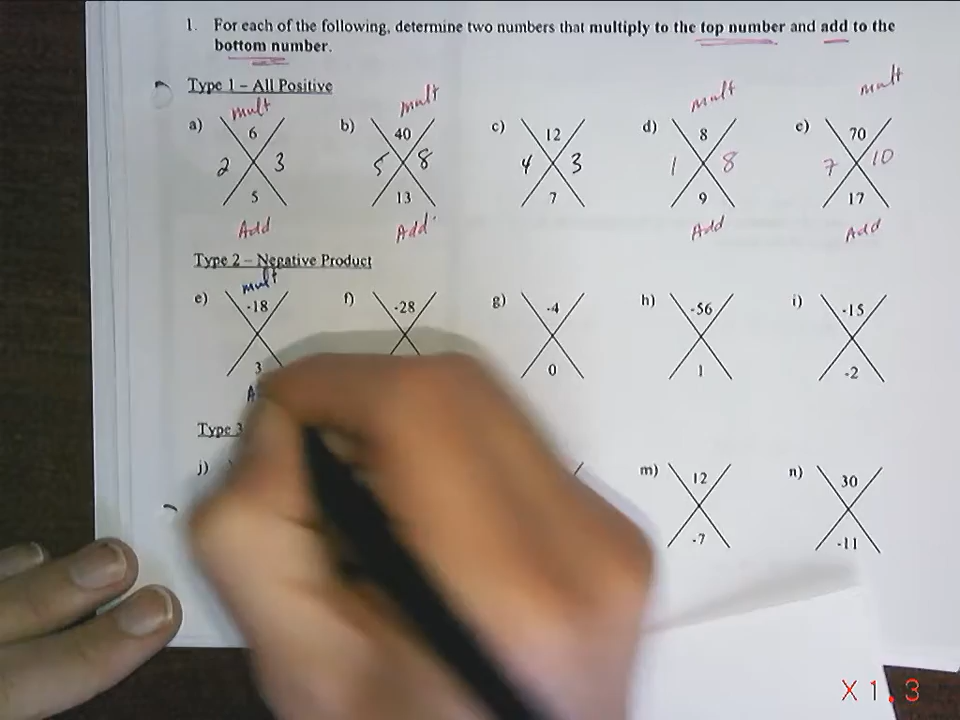 1. For each of the following, determine two numbers that multiply to the top number and add to the
bottom number.
Type 1 – All Positive
mult mult mult mult
a) 6 b) 40 c) 12 d) 8 e) 70
2 3 5 8 4 3 1 8 7 10
5 13 7 9 17
Add Add Add Add
Type 2 – Negative Product
mult
e) -18 f) -28 g) -4 h) -56 i) -15
3 0 1 -2
Type 3
j) m) 12 n) 30
-7 -11
X1.3